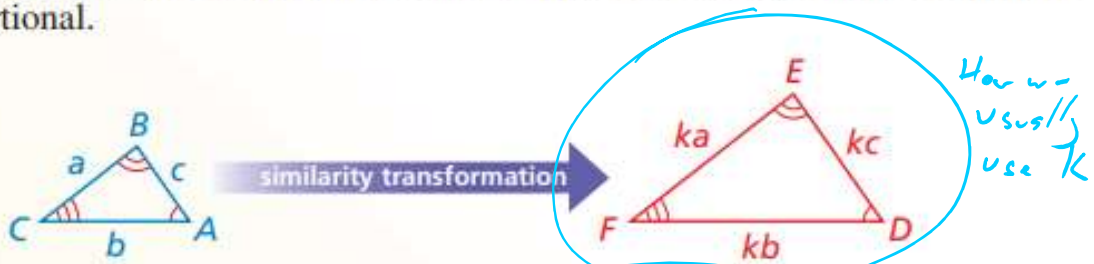 tional.
B
a
c
C
b
A
similarity transformation
E
ka
kc
F
kb
D
How we
usually
use k